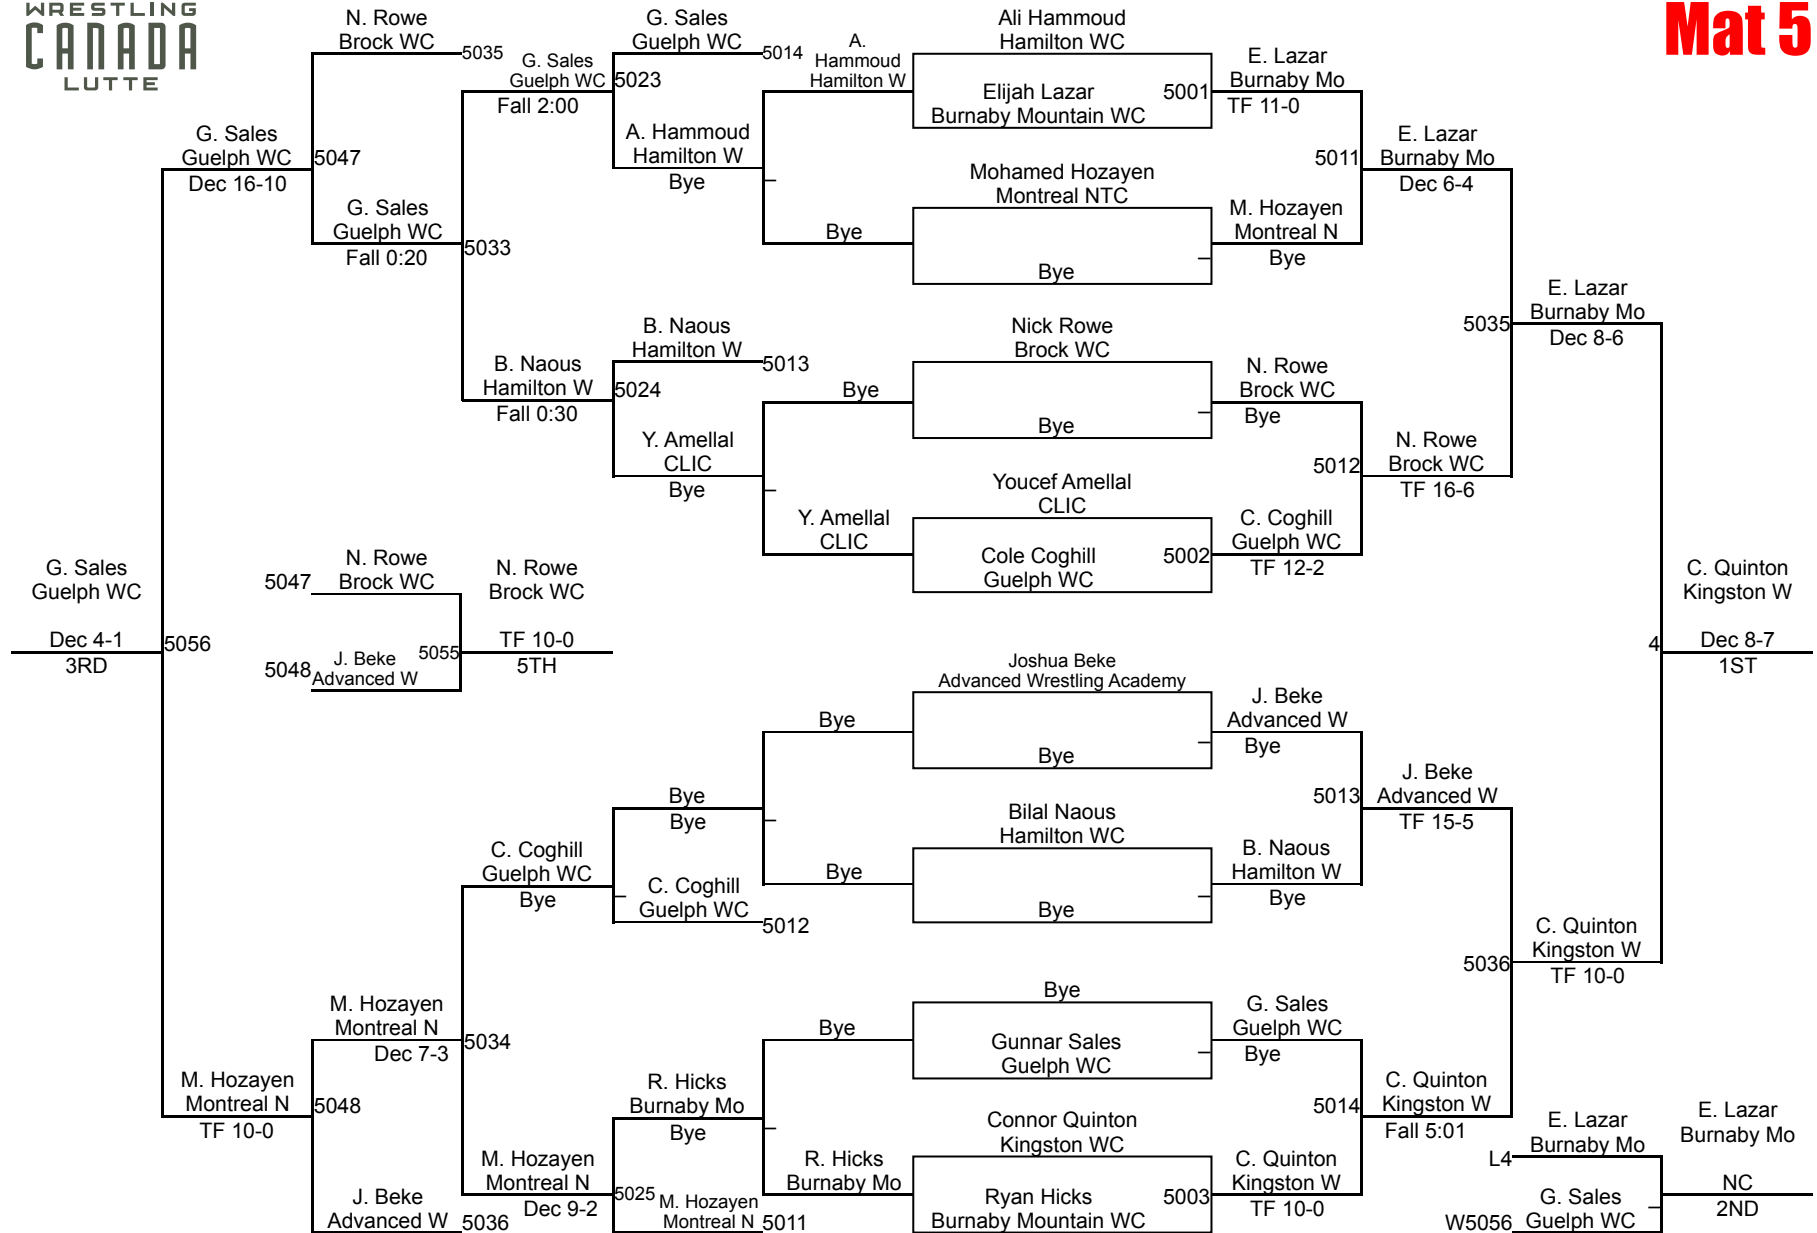 WRESTLING
CANADA
LUTTE
Mat 5
N. Rowe
Brock WC
5035
G. Sales
Guelph WC
Fall 2:00
G. Sales
Guelph WC
5014
5023
A.
Hammoud
Hamilton W
Ali Hammoud
Hamilton WC
Elijah Lazar
Burnaby Mountain WC
5001
E. Lazar
Burnaby Mo
TF 11-0
G. Sales
Guelph WC
Dec 16-10
5047
A. Hammoud
Hamilton W
Bye
5011
E. Lazar
Burnaby Mo
Dec 6-4
G. Sales
Guelph WC
Fall 0:20
5033
Bye
Mohamed Hozayen
Montreal NTC
Bye
M. Hozayen
Montreal N
Bye
E. Lazar
Burnaby Mo
Dec 8-6
5035
B. Naous
Hamilton W
5013
B. Naous
Hamilton W
Fall 0:30
5024
Bye
Nick Rowe
Brock WC
Bye
N. Rowe
Brock WC
Bye
Y. Amellal
CLIC
Bye
5012
N. Rowe
Brock WC
TF 16-6
Y. Amellal
CLIC
Youcef Amellal
CLIC
Cole Coghill
Guelph WC
5002
C. Coghill
Guelph WC
TF 12-2
G. Sales
Guelph WC
Dec 4-1
3RD
5056
5047
N. Rowe
Brock WC
5048
J. Beke
Advanced W
5055
N. Rowe
Brock WC
TF 10-0
5TH
C. Quinton
Kingston W
4
Dec 8-7
1ST
Bye
Joshua Beke
Advanced Wrestling Academy
Bye
J. Beke
Advanced W
Bye
Bye
Bye
5013
J. Beke
Advanced W
TF 15-5
C. Coghill
Guelph WC
Bye
Bye
Bilal Naous
Hamilton WC
Bye
B. Naous
Hamilton W
Bye
C. Coghill
Guelph WC
5012
5036
C. Quinton
Kingston W
TF 10-0
M. Hozayen
Montreal N
Dec 7-3
5034
Bye
Bye
Gunnar Sales
Guelph WC
G. Sales
Guelph WC
Bye
M. Hozayen
Montreal N
TF 10-0
5048
R. Hicks
Burnaby Mo
Bye
5014
C. Quinton
Kingston W
Fall 5:01
M. Hozayen
Montreal N
Dec 9-2
5025
R. Hicks
Burnaby Mo
Connor Quinton
Kingston WC
Ryan Hicks
Burnaby Mountain WC
5003
C. Quinton
Kingston W
TF 10-0
J. Beke
Advanced W
5036
M. Hozayen
Montreal N
5011
L4
E. Lazar
Burnaby Mo
W5056
G. Sales
Guelph WC
E. Lazar
Burnaby Mo
NC
2ND